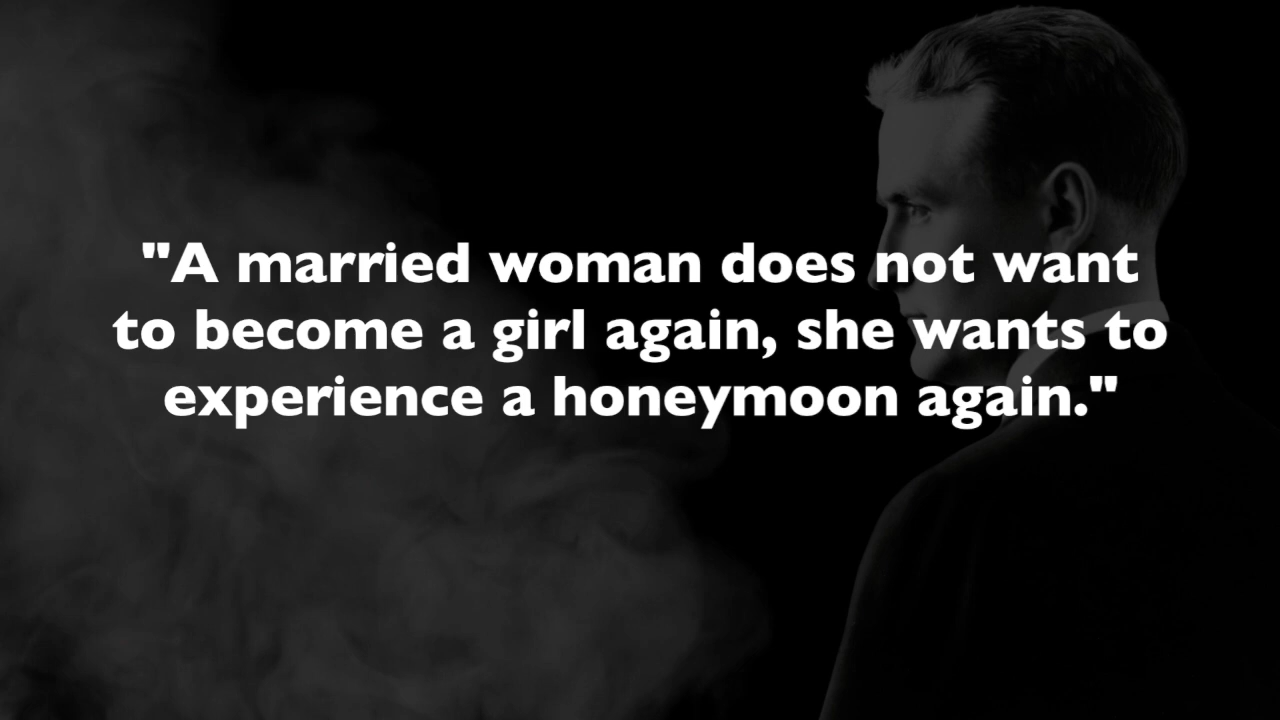 "A married woman does not want
to become a girl again, she wants to
experience a honeymoon again."